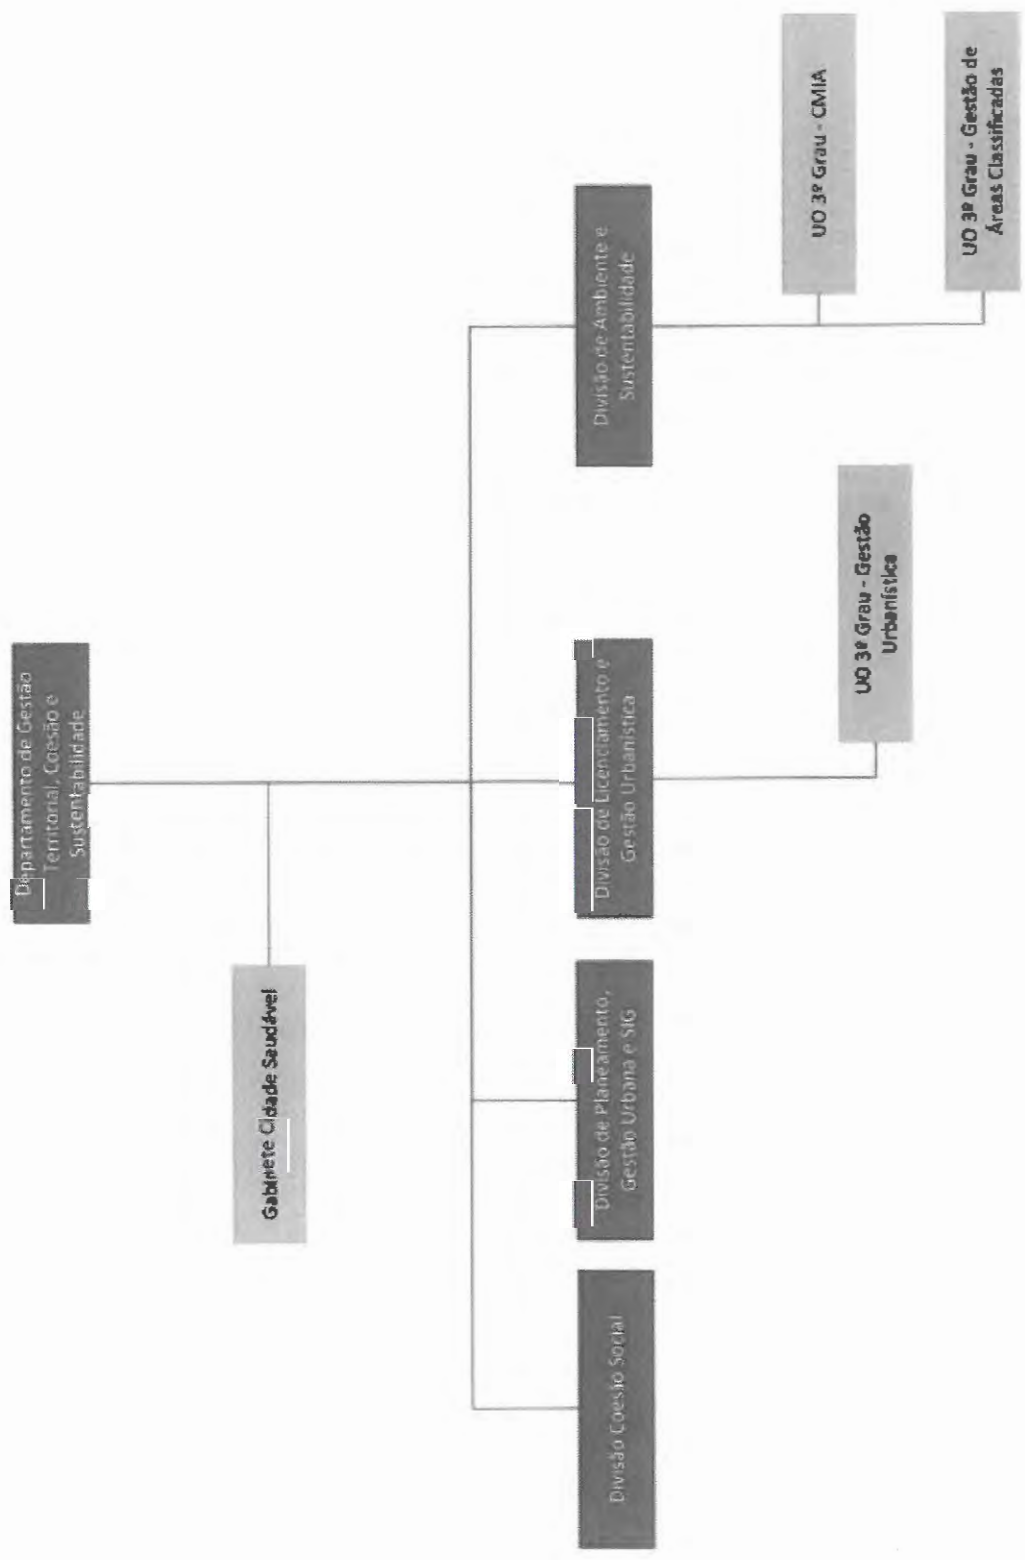 Departamento de Gestão
Territorial, Coesão e
Sustentabilidade
Gabinete Cidade Saudável
Divisão Coesão Social
Divisão de Planeamento,
Gestão Urbana e SIG
Divisão de Licenciamento e
Gestão Urbanística
Divisão de Ambiente e
Sustentabilidade
UO 3º Grau - Gestão
Urbanística
UO 3º Grau - CMIA
UO 3º Grau - Gestão de
Áreas Classificadas